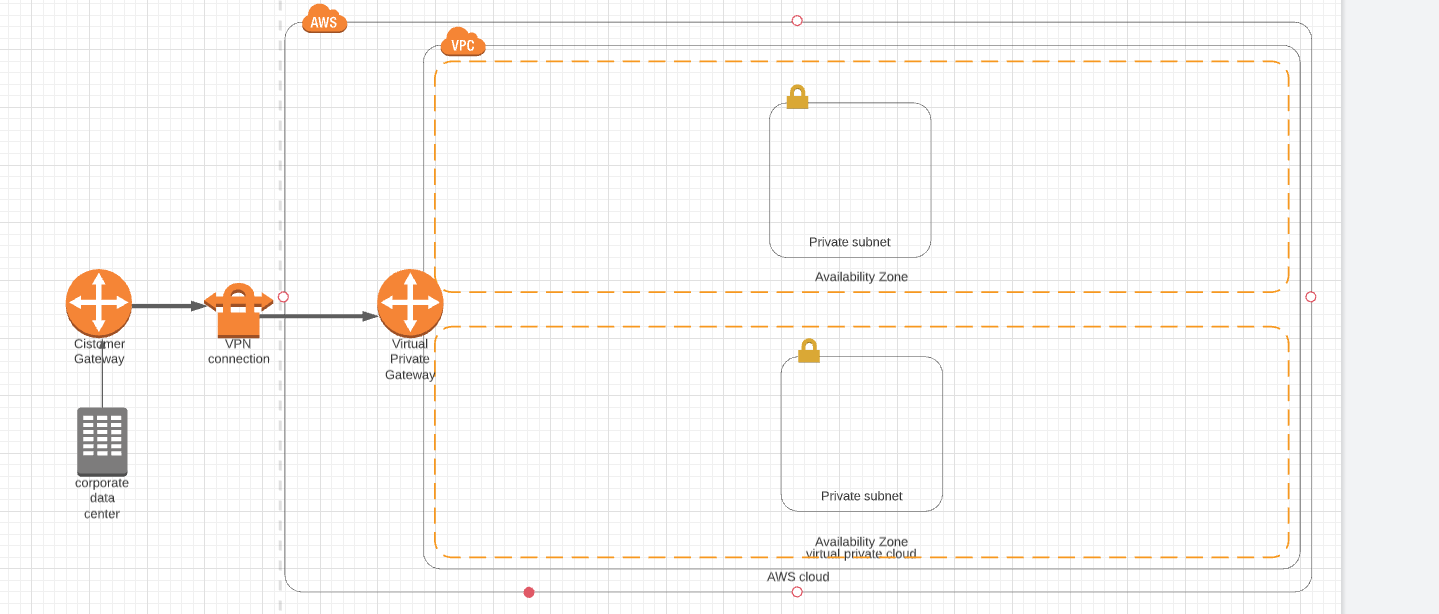 AWS
VPC
Private subnet
Availability Zone
Cistomer
Gateway
VPN
connection
Virtual
Private
Gateway
corporate
data
center
Private subnet
Availability Zone
virtual private cloud
AWS cloud